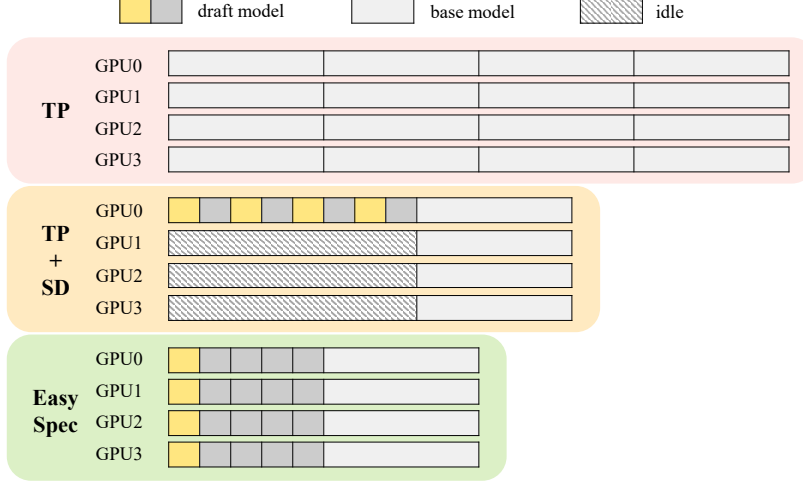 draft model base model idle
GPU0
GPU1
TP
GPU2
GPU3
GPU0
TP
GPU1
+
GPU2
SD
GPU3
GPU0
GPU1
Easy
Spec
GPU2
GPU3